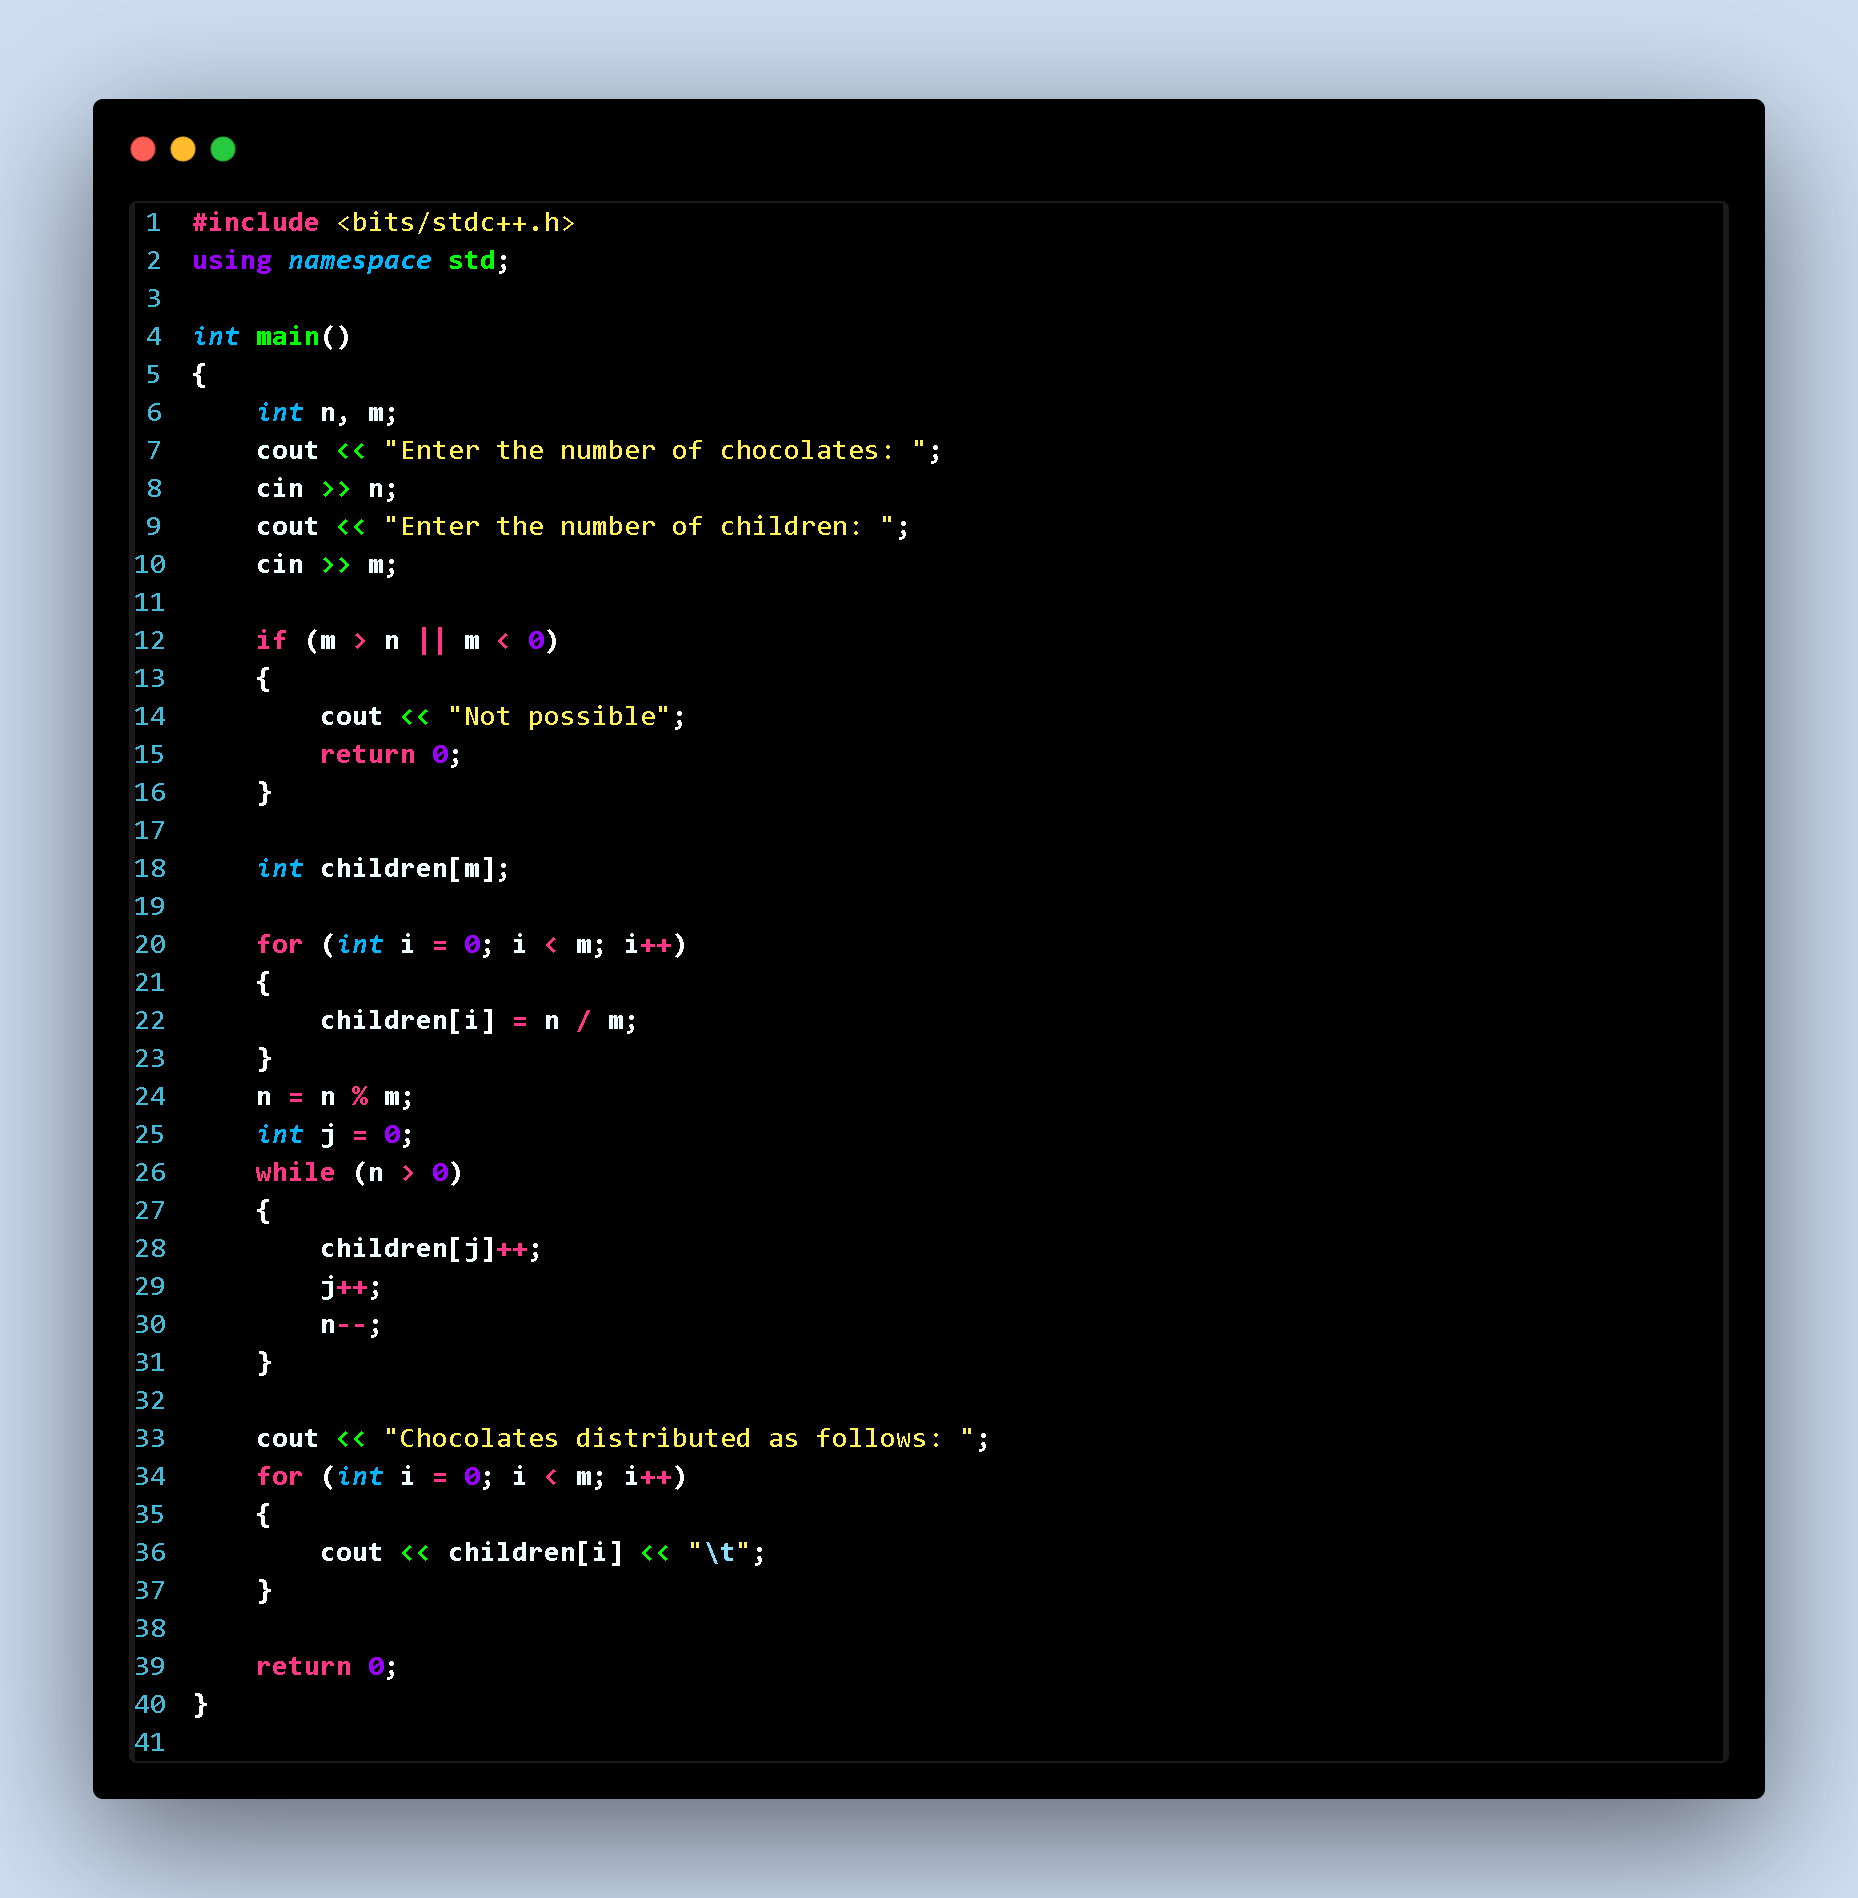 1 #include <bits/stdc++.h>
2 using namespace std;
3
4 int main()
5 {
6     int n, m;
7     cout << "Enter the number of chocolates: ";
8     cin >> n;
9     cout << "Enter the number of children: ";
10     cin >> m;
11
12     if (m > n || m < 0)
13     {
14         cout << "Not possible";
15         return 0;
16     }
17
18     int children[m];
19
20     for (int i = 0; i < m; i++)
21     {
22         children[i] = n / m;
23     }
24     n = n % m;
25     int j = 0;
26     while (n > 0)
27     {
28         children[j]++;
29         j++;
30         n--;
31     }
32
33     cout << "Chocolates distributed as follows: ";
34     for (int i = 0; i < m; i++)
35     {
36         cout << children[i] << "\t";
37     }
38
39     return 0;
40 }
41